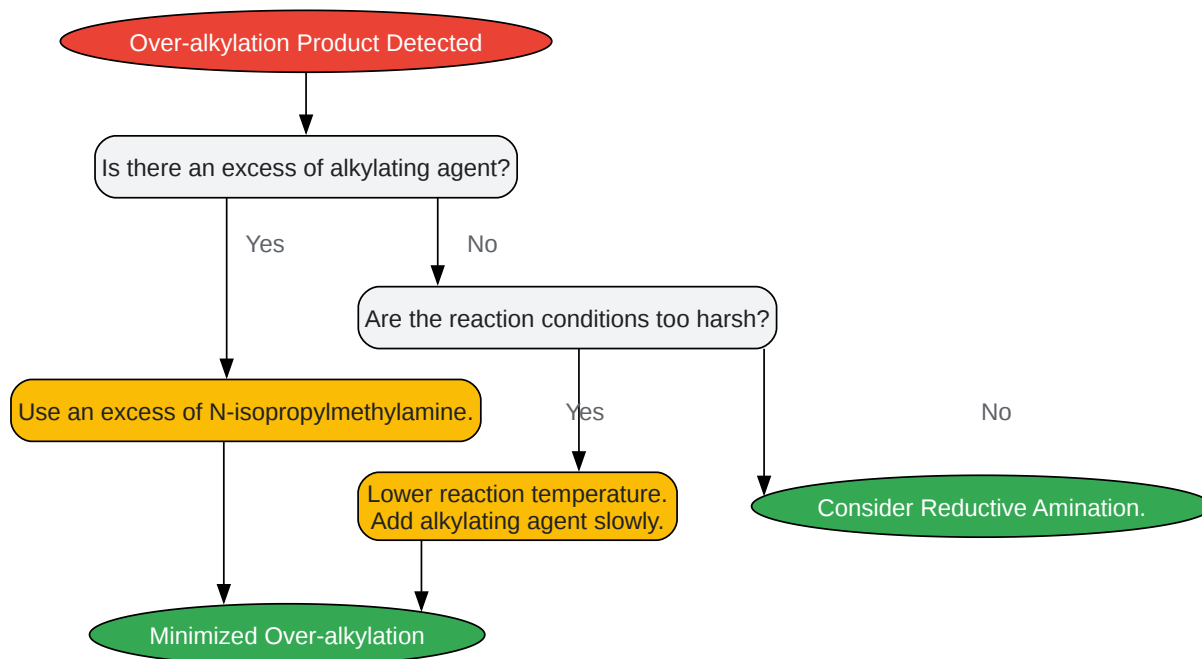 Over-alkylation Product Detected
Is there an excess of alkylating agent?
Yes
No
Are the reaction conditions too harsh?
Use an excess of N-isopropylmethylamine.
Yes
No
Lower reaction temperature.
Add alkylating agent slowly.
Consider Reductive Amination.
Minimized Over-alkylation